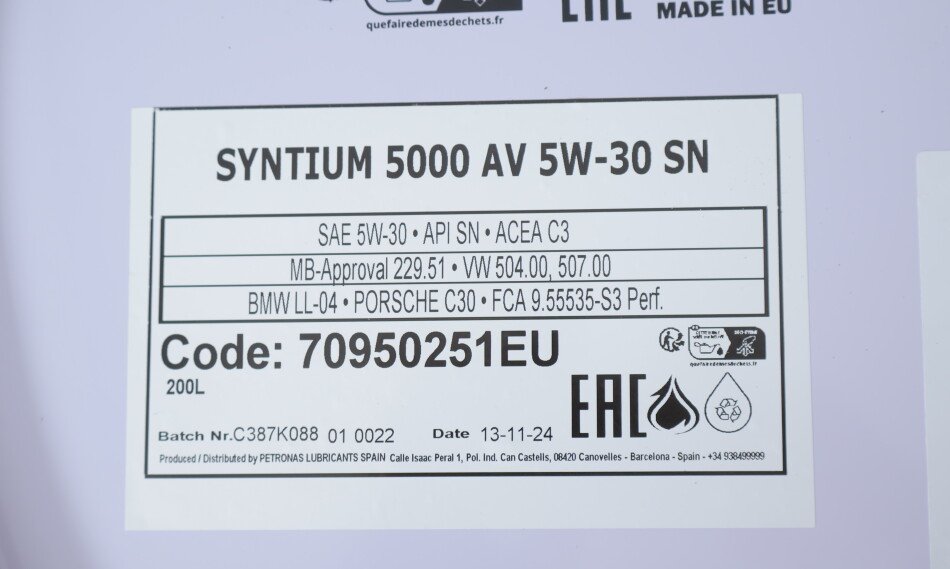 quefairedemesdechets.fr
EAC
MADE IN EU
SYNTIUM 5000 AV 5W-30 SN
SAE 5W-30 • API SN • ACEA C3
MB-Approval 229.51 • VW 504.00, 507.00
BMW LL-04 • PORSCHE C30 • FCA 9.55535-S3 Perf.
Code: 70950251EU
200L
quefairedemesdechets.fr
EAC
Batch Nr.C387K088 01 0022 Date 13-11-24
Produced / Distributed by PETRONAS LUBRICANTS SPAIN Calle Isaac Peral 1, Pol. Ind. Can Castells, 08420 Canovelles - Barcelona - Spain - +34 938499999